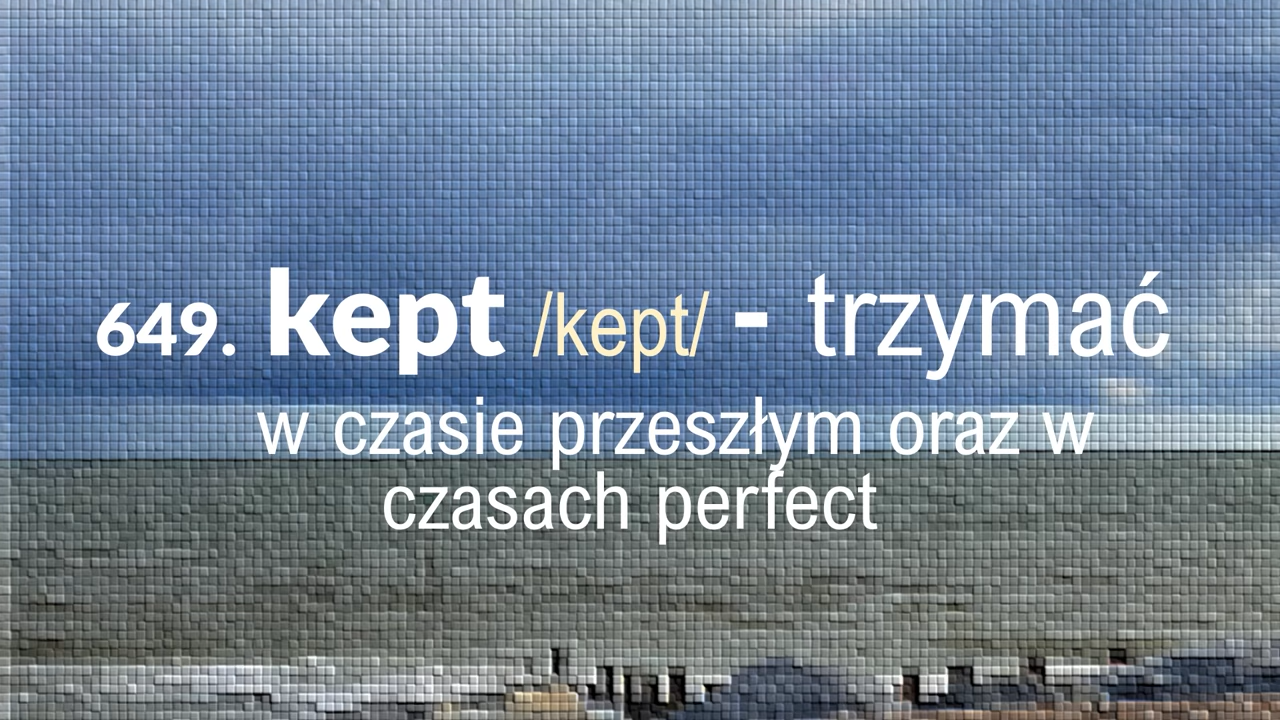 649. kept /kept/ - trzymać
w czasie przeszłym oraz w
czasach perfect